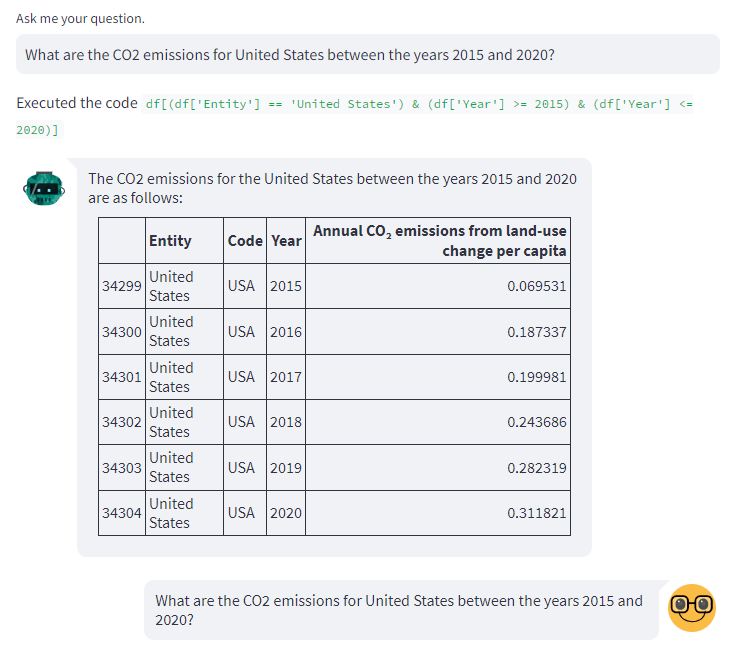 Ask me your question.
What are the CO2 emissions for United States between the years 2015 and 2020?
Executed the code df[(df['Entity'] == 'United States') & (df['Year'] >= 2015) & (df['Year'] <=
2020)]
The CO2 emissions for the United States between the years 2015 and 2020
are as follows:
Entity Code Year Annual CO₂ emissions from land-use
change per capita
34299 United States USA 2015 0.069531
34300 United States USA 2016 0.187337
34301 United States USA 2017 0.199981
34302 United States USA 2018 0.243686
34303 United States USA 2019 0.282319
34304 United States USA 2020 0.311821
What are the CO2 emissions for United States between the years 2015 and
2020?